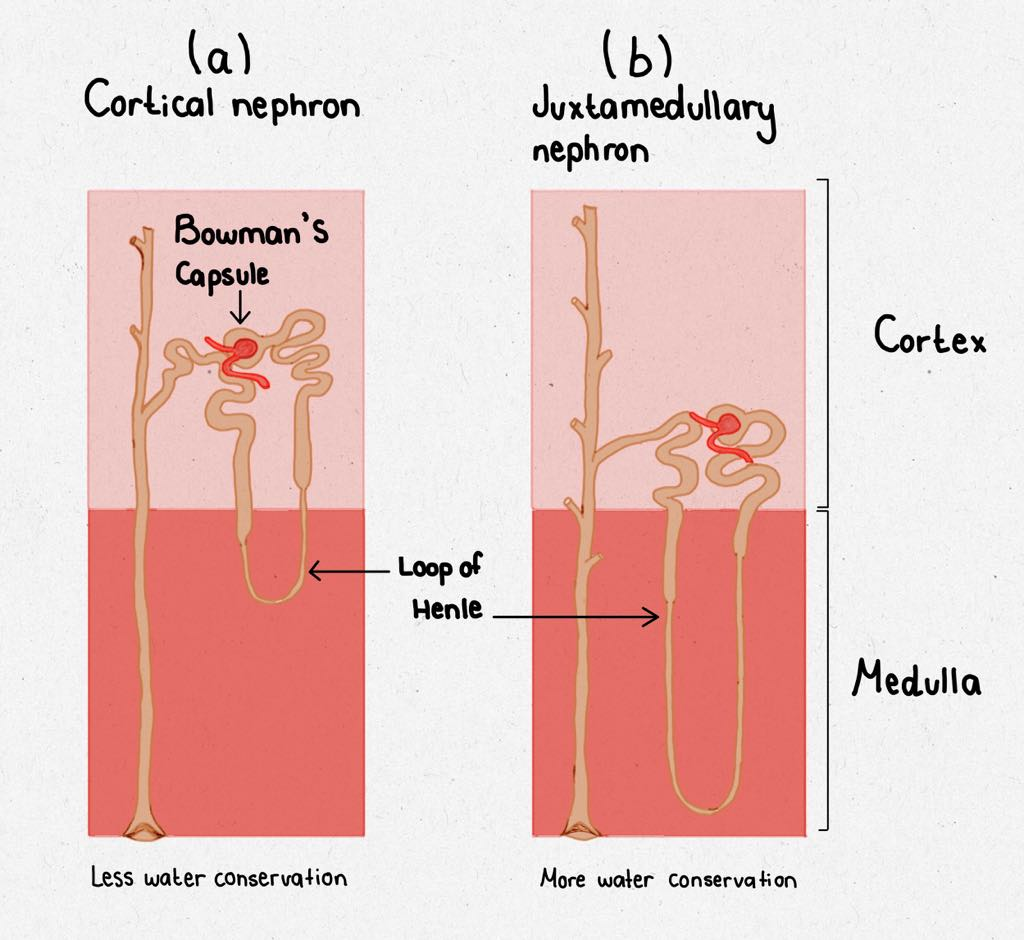 (a)
Cortical nephron
(b)
Juxtamedullary
nephron
Bowman's
Capsule
Cortex
Loop of
Henle
Medulla
Less water conservation
More water conservation